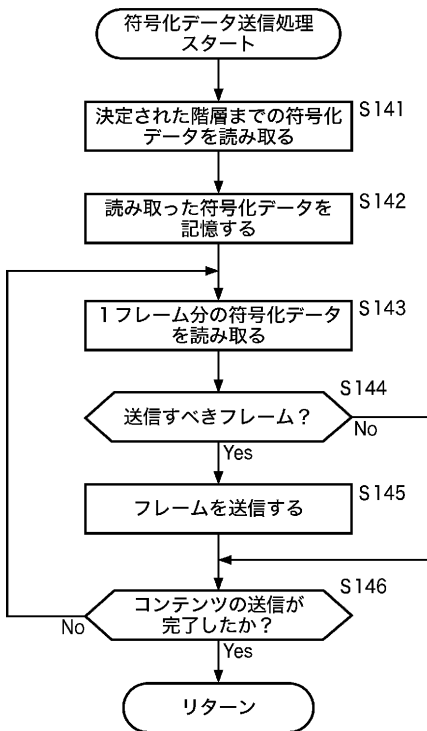 符号化データ送信処理
スタート
決定された階層までの符号化
データを読み取る
S141
読み取った符号化データを
記憶する
S142
1フレーム分の符号化データ
を読み取る
S143
送信すべきフレーム？
S144
No
Yes
フレームを送信する
S145
コンテンツの送信が
完了したか？
S146
No
Yes
リターン